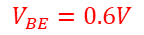 V_BE = 0.6V